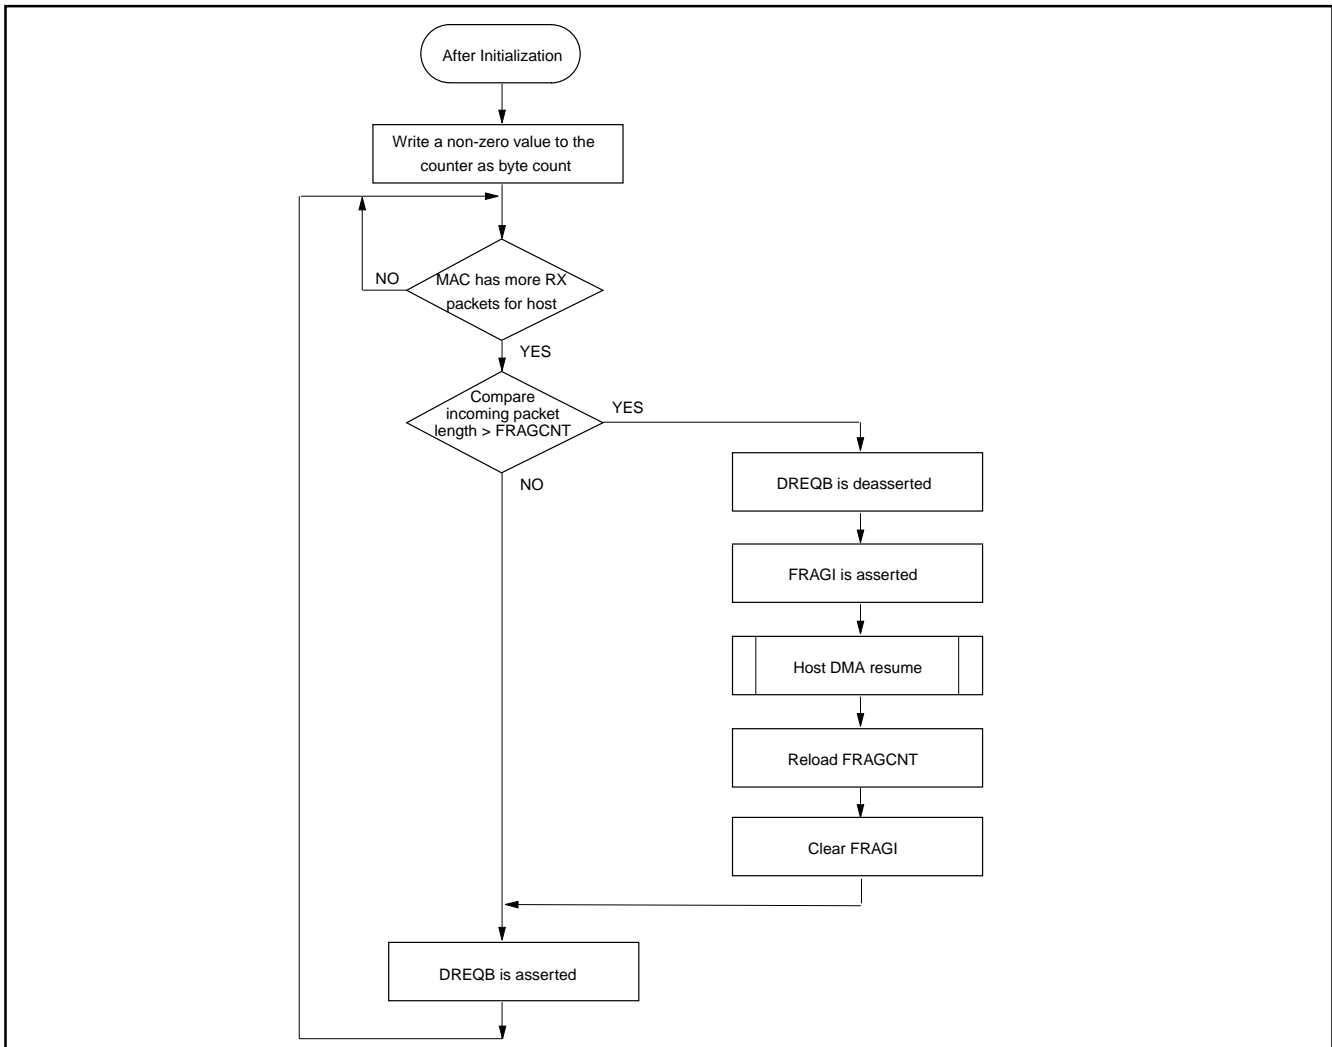 After Initialization
Write a non-zero value to the
counter as byte count
NO
MAC has more RX
packets for host
YES
Compare
incoming packet
length > FRAGCNT
YES
NO
DREQB is deasserted
FRAGI is asserted
Host DMA resume
Reload FRAGCNT
Clear FRAGI
DREQB is asserted